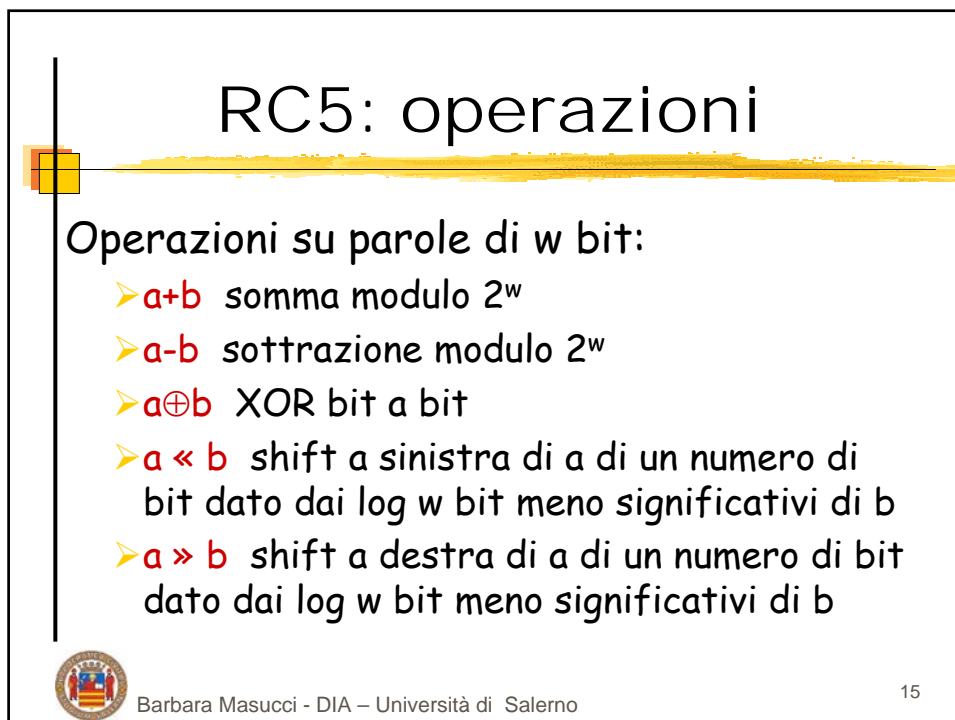 RC5: operazioni
Operazioni su parole di w bit:
➢a+b somma modulo 2ʷ
➢a-b sottrazione modulo 2ʷ
➢a⊕b XOR bit a bit
➢a « b shift a sinistra di a di un numero di
bit dato dai log w bit meno significativi di b
➢a » b shift a destra di a di un numero di bit
dato dai log w bit meno significativi di b
Barbara Masucci - DIA – Università di Salerno
15